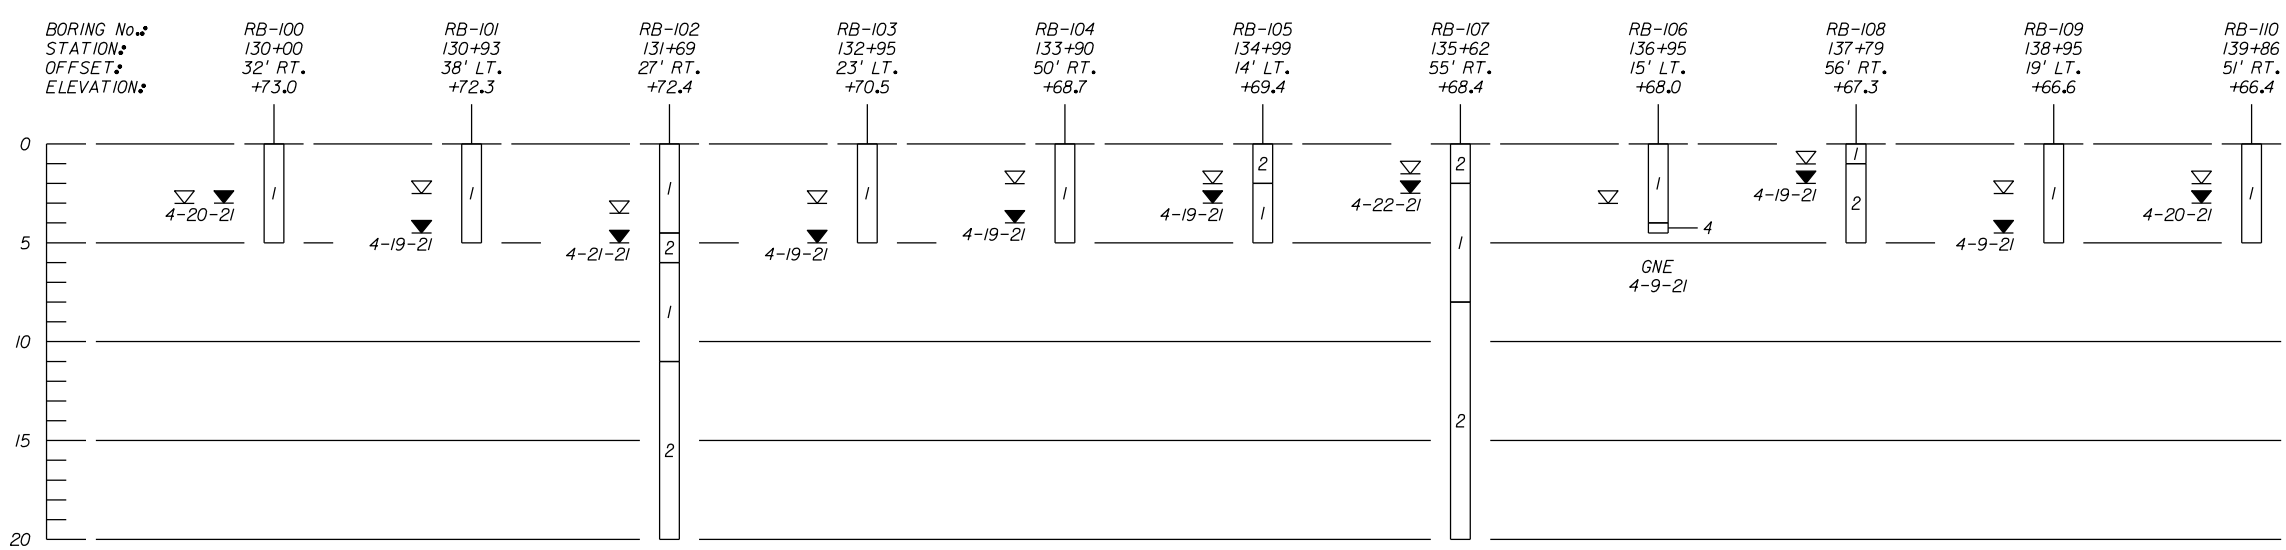 BORING No.: RB-100 RB-101 RB-102 RB-103 RB-104 RB-105 RB-107 RB-106 RB-108 RB-109 RB-110
STATION: 130+00 130+93 131+69 132+95 133+90 134+99 135+62 136+95 137+79 138+95 139+86
OFFSET: 32' RT. 38' LT. 27' RT. 23' LT. 50' RT. 14' LT. 55' RT. 15' LT. 56' RT. 19' LT. 51' RT.
ELEVATION: +73.0 +72.3 +72.4 +70.5 +68.7 +69.4 +68.4 +68.0 +67.3 +66.6 +66.4
0
1
2 2
1 1 1 1 1 1 1 1
4-20-21 4-19-21 4-22-21 4-19-21 2 4-20-21
1
4-19-21 4
5 4-19-21 2 1 4-9-21
4-21-21 4-19-21
GNE
4-9-21
1
10
2
15 2
20